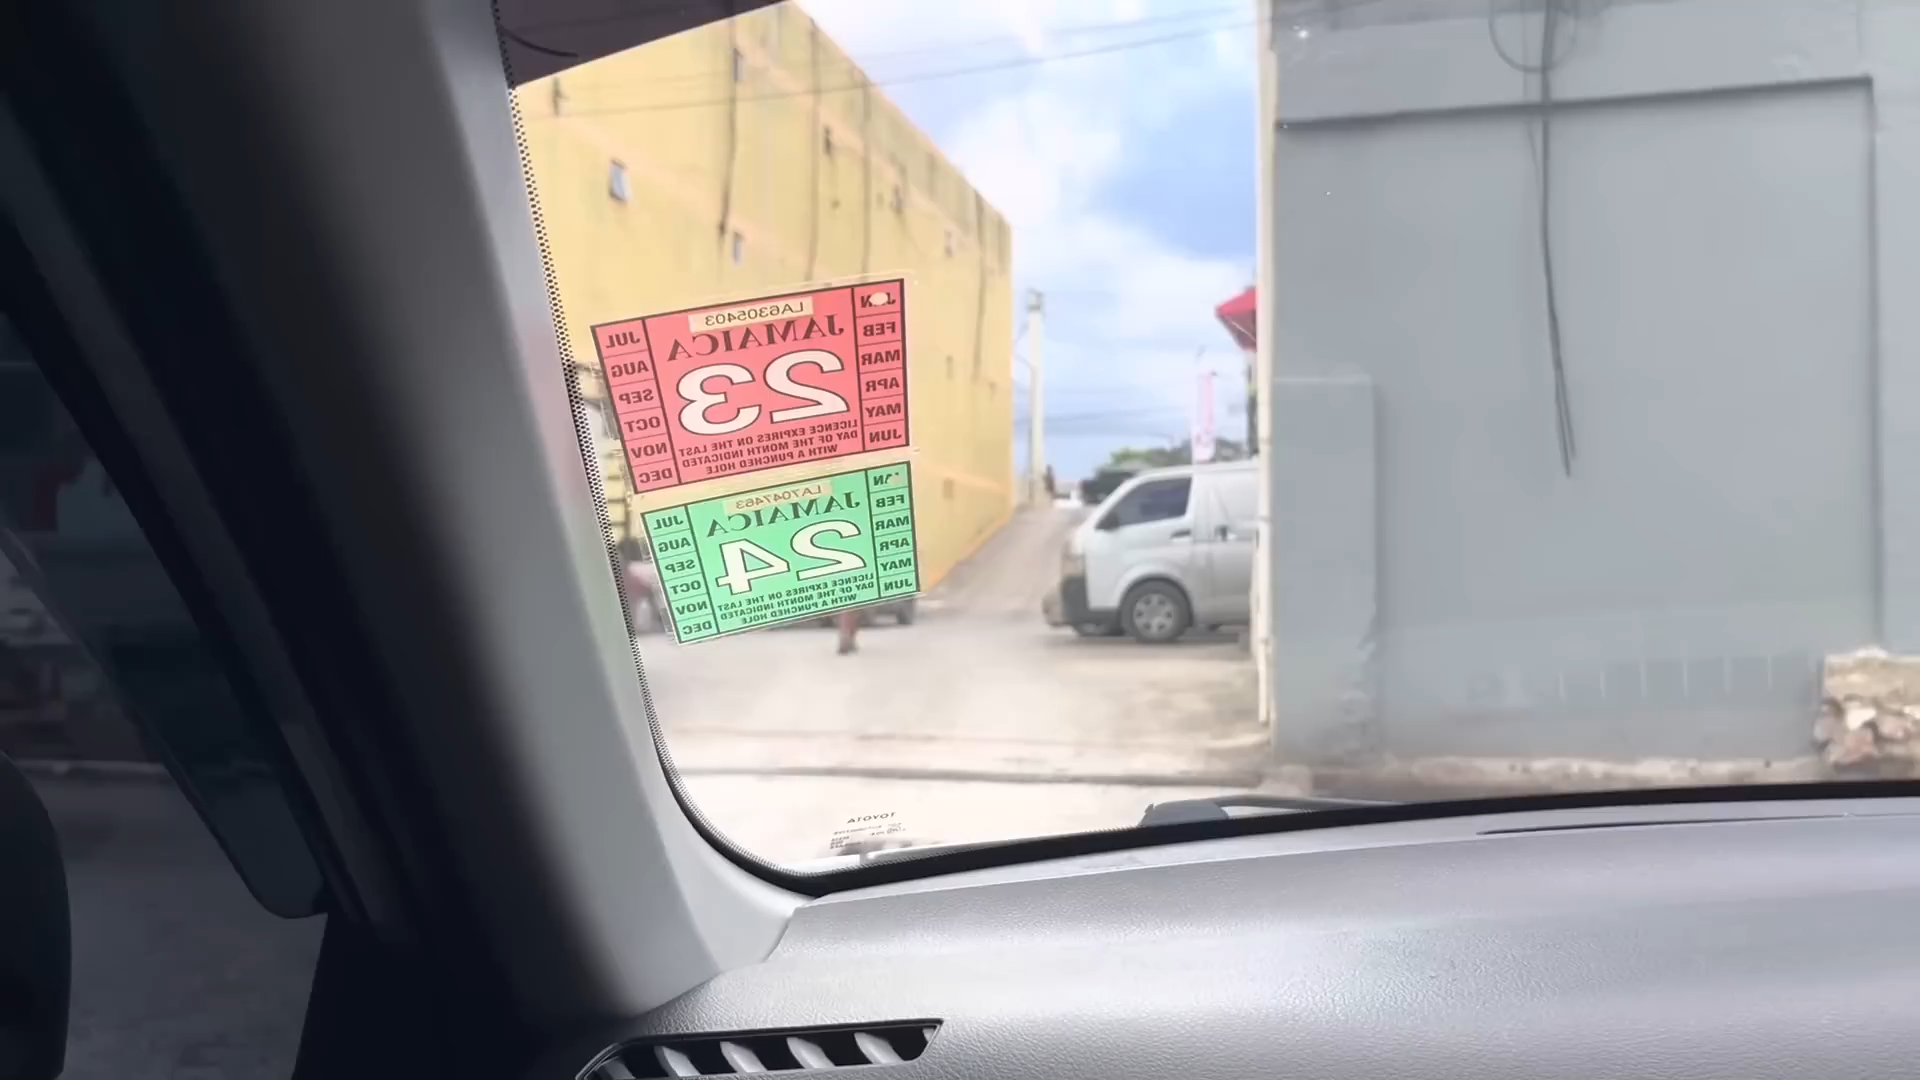 LA6305403
JAMAICA
23
LICENCE EXPIRES ON THE LAST
DAY OF THE MONTH INDICATED
WITH A PUNCHED HOLE
JAN
FEB
MAR
APR
MAY
JUN
JUL
AUG
SEP
OCT
NOV
DEC
LA7047463
JAMAICA
24
LICENCE EXPIRES ON THE LAST
DAY OF THE MONTH INDICATED
WITH A PUNCHED HOLE
JAN
FEB
MAR
APR
MAY
JUN
JUL
AUG
SEP
OCT
NOV
DEC
TOYOTA